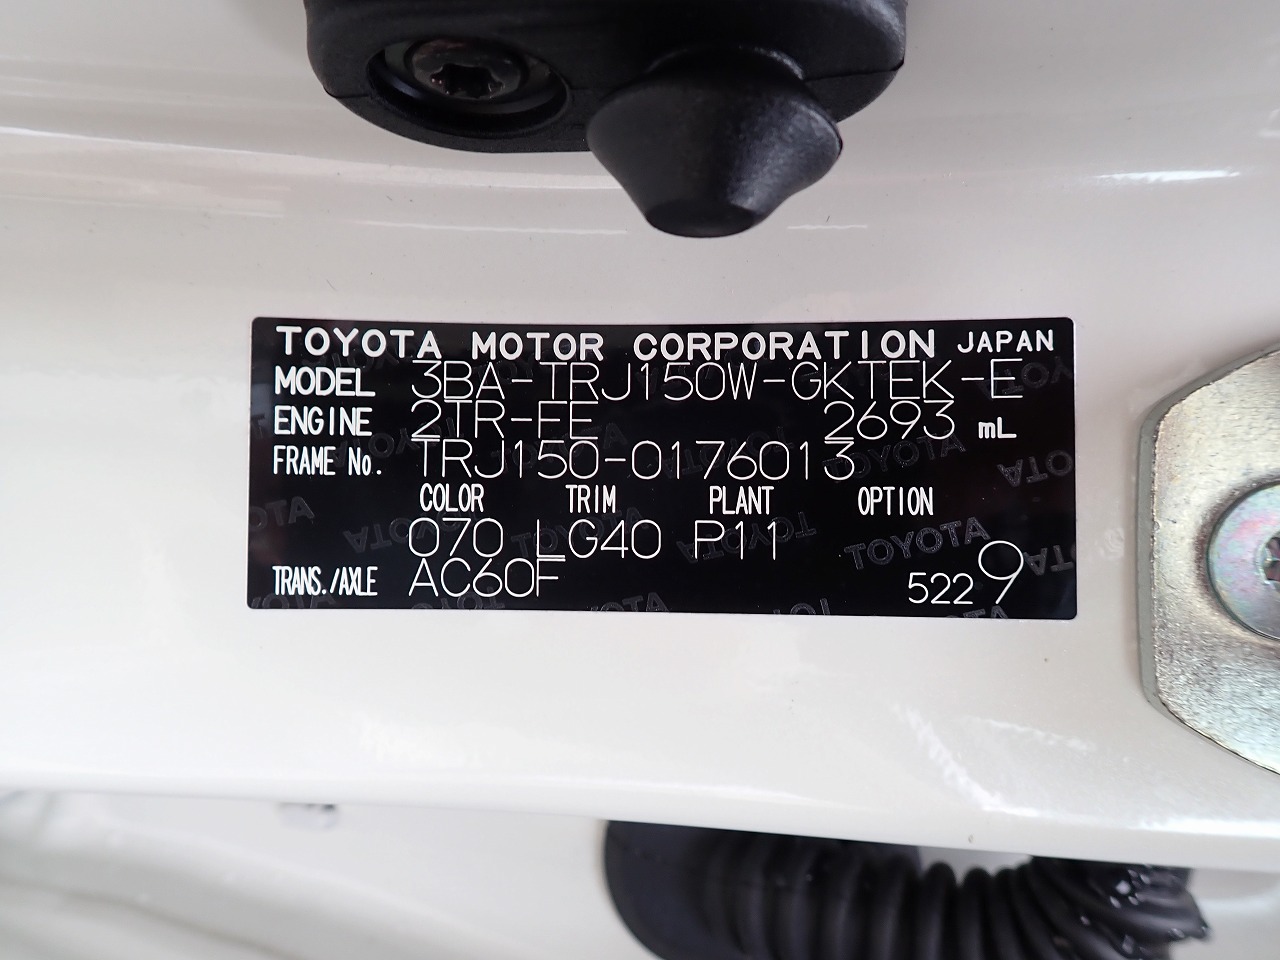 TOYOTA MOTOR CORPORATION JAPAN
MODEL 3BA-TRJ150W-GKTEK-E
ENGINE 2TR-FE 2693 mL
FRAME No. TRJ150-0176013
COLOR TRIM PLANT OPTION
070 LG40 P11
TRANS./AXLE AC60F 5229